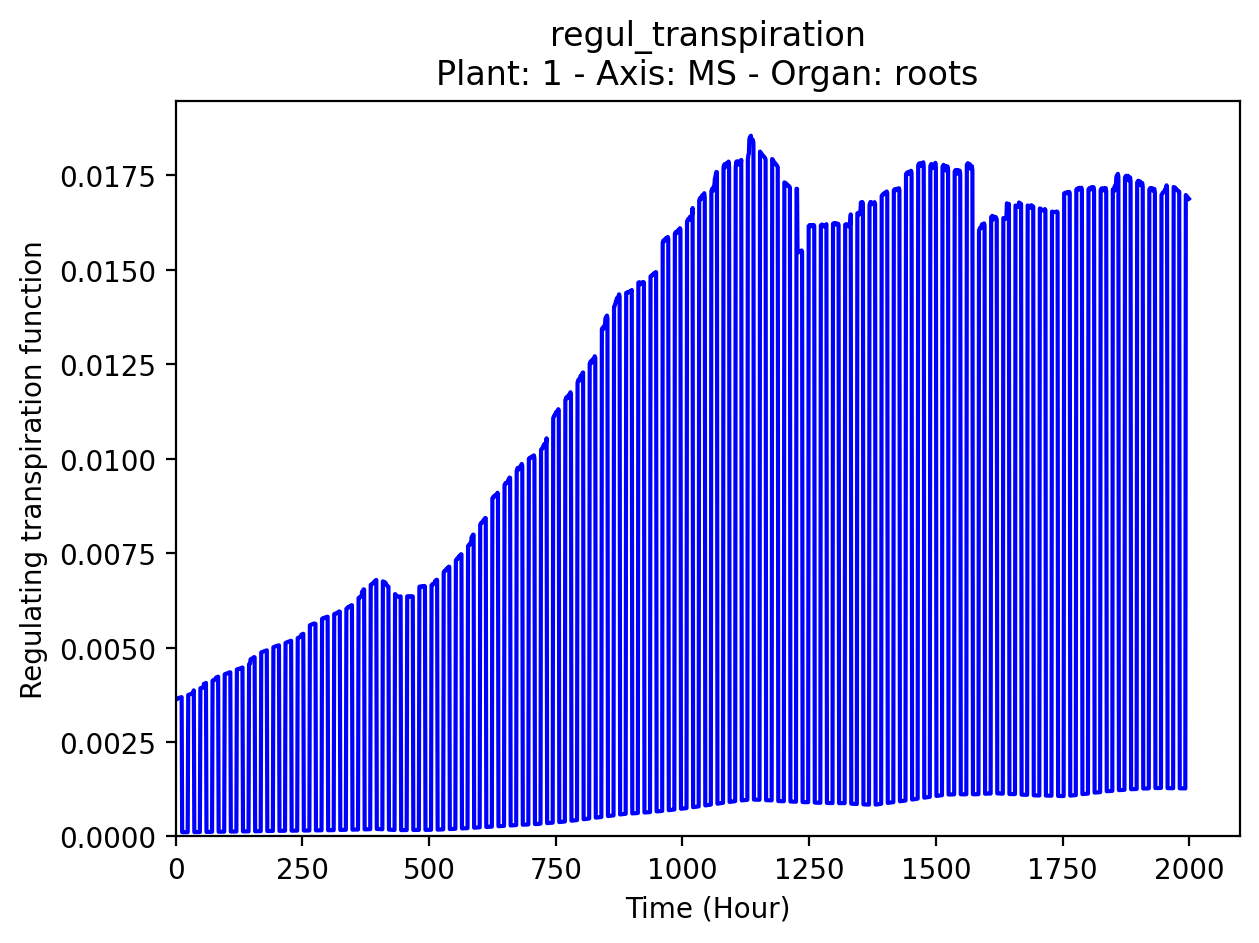 regul_transpiration
Plant: 1 - Axis: MS - Organ: roots
Regulating transpiration function
0.0175
0.0150
0.0125
0.0100
0.0075
0.0050
0.0025
0.0000
0 250 500 750 1000 1250 1500 1750 2000
Time (Hour)